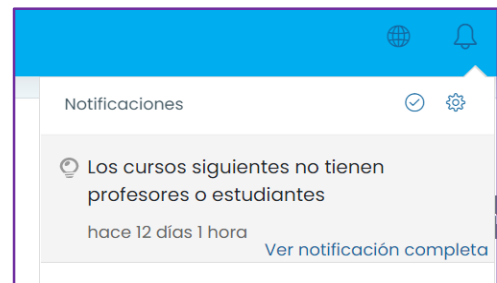 Notificaciones
Los cursos siguientes no tienen
profesores o estudiantes
hace 12 días 1 hora
Ver notificación completa